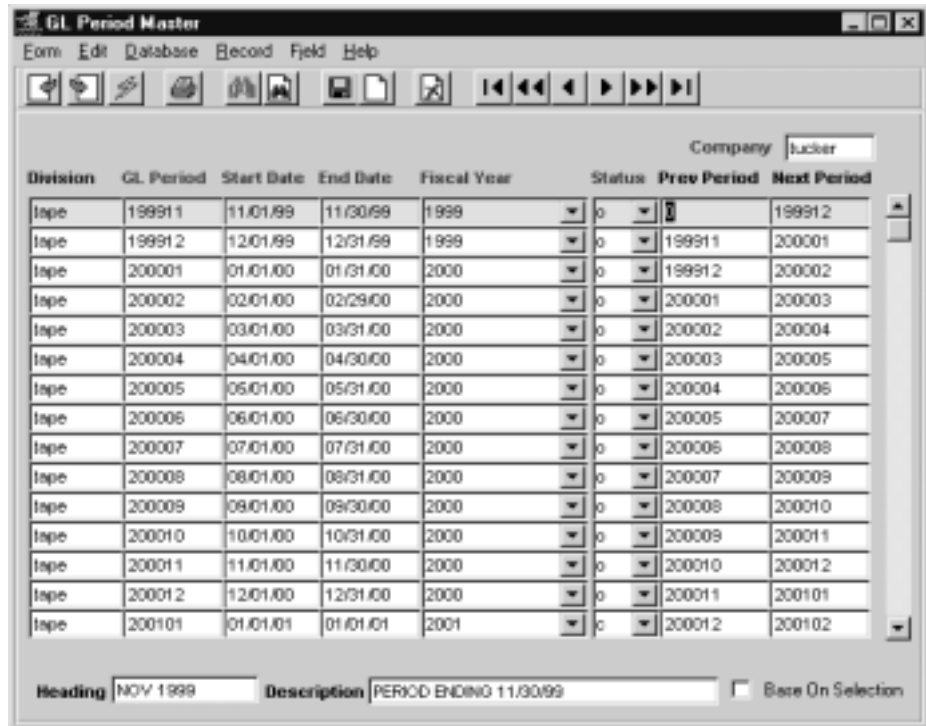 GL Period Master
Form Edit Database Record Field Help
Company tucker
Division GL Period Start Date End Date Fiscal Year Status Prev Period Next Period
tape 199911 11/01/99 11/30/99 1999 o 0 199912
tape 199912 12/01/99 12/31/99 1999 o 199911 200001
tape 200001 01/01/00 01/31/00 2000 o 199912 200002
tape 200002 02/01/00 02/29/00 2000 o 200001 200003
tape 200003 03/01/00 03/31/00 2000 o 200002 200004
tape 200004 04/01/00 04/30/00 2000 o 200003 200005
tape 200005 05/01/00 05/31/00 2000 o 200004 200006
tape 200006 06/01/00 06/30/00 2000 o 200005 200007
tape 200007 07/01/00 07/31/00 2000 o 200006 200008
tape 200008 08/01/00 08/31/00 2000 o 200007 200009
tape 200009 09/01/00 09/30/00 2000 o 200008 200010
tape 200010 10/01/00 10/31/00 2000 o 200009 200011
tape 200011 11/01/00 11/30/00 2000 o 200010 200012
tape 200012 12/01/00 12/31/00 2000 o 200011 200101
tape 200101 01/01/01 01/01/01 2001 c 200012 200102
Heading NOV 1999 Description PERIOD ENDING 11/30/99 Base On Selection